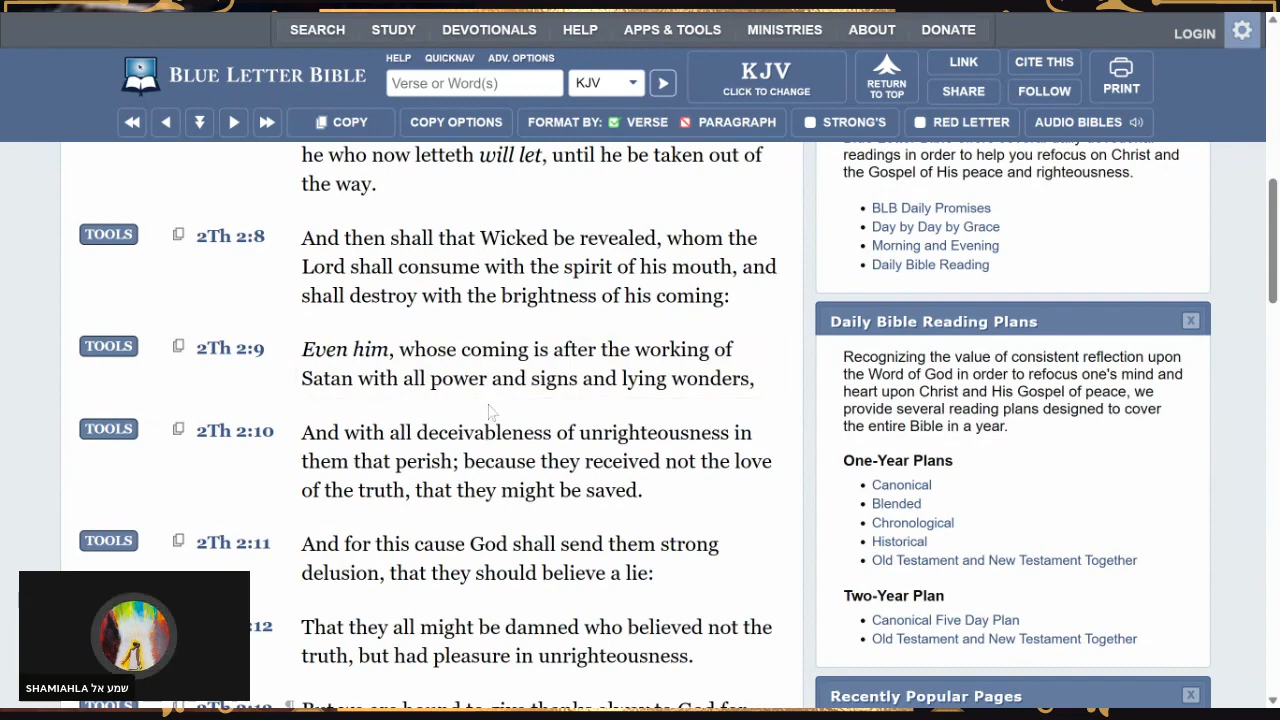 SEARCH STUDY DEVOTIONALS HELP APPS & TOOLS MINISTRIES ABOUT DONATE LOGIN
HELP QUICKNAV ADV. OPTIONS
BLUE LETTER BIBLE
Verse or Word(s) KJV
KJV
CLICK TO CHANGE
RETURN
TO TOP
LINK CITE THIS
SHARE FOLLOW
PRINT
COPY COPY OPTIONS FORMAT BY: VERSE PARAGRAPH STRONG'S RED LETTER AUDIO BIBLES
he who now letteth will let, until he be taken out of
the way.
TOOLS 2Th 2:8 And then shall that Wicked be revealed, whom the
Lord shall consume with the spirit of his mouth, and
shall destroy with the brightness of his coming:
TOOLS 2Th 2:9 Even him, whose coming is after the working of
Satan with all power and signs and lying wonders,
TOOLS 2Th 2:10 And with all deceivableness of unrighteousness in
them that perish; because they received not the love
of the truth, that they might be saved.
TOOLS 2Th 2:11 And for this cause God shall send them strong
delusion, that they should believe a lie:
:12 That they all might be damned who believed not the
truth, but had pleasure in unrighteousness.
readings in order to help you refocus on Christ and
the Gospel of His peace and righteousness.
BLB Daily Promises
Day by Day by Grace
Morning and Evening
Daily Bible Reading
Daily Bible Reading Plans X
Recognizing the value of consistent reflection upon
the Word of God in order to refocus one's mind and
heart upon Christ and His Gospel of peace, we
provide several reading plans designed to cover
the entire Bible in a year.
One-Year Plans
Canonical
Blended
Chronological
Historical
Old Testament and New Testament Together
Two-Year Plan
Canonical Five Day Plan
Old Testament and New Testament Together
Recently Popular Pages X
SHAMIAHLA שמע אל